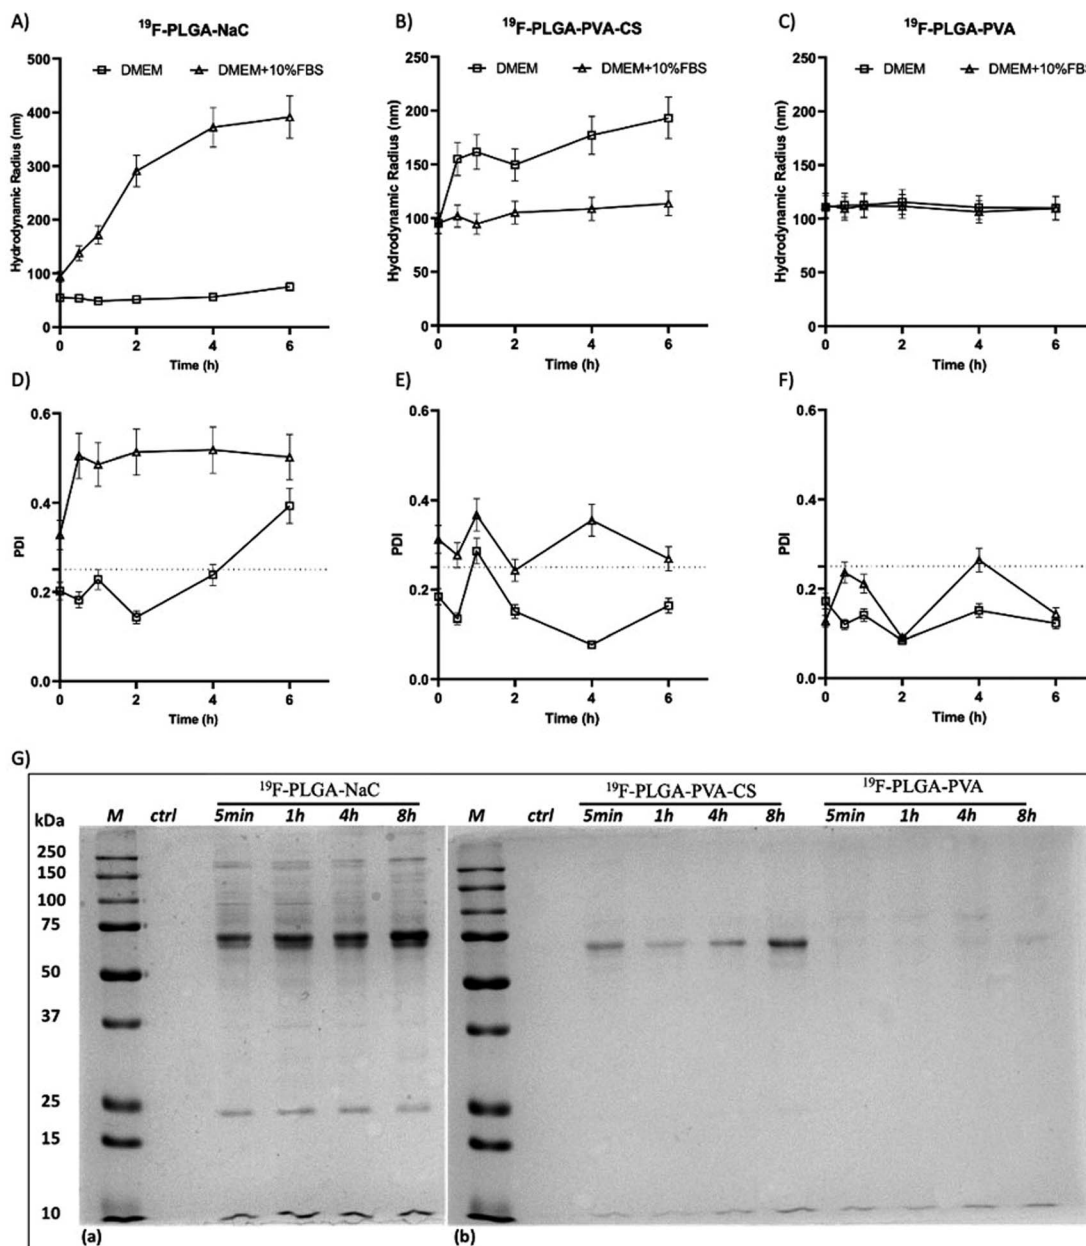 A)
¹⁹F-PLGA-NaC
DMEM DMEM+10%FBS
Hydrodynamic Radius (nm)
500
400
300
200
100
0
0 2 4 6
Time (h)
B)
¹⁹F-PLGA-PVA-CS
DMEM DMEM+10%FBS
Hydrodynamic Radius (nm)
250
200
150
100
50
0
0 2 4 6
Time (h)
C)
¹⁹F-PLGA-PVA
DMEM DMEM+10%FBS
Hydrodynamic Radius (nm)
250
200
150
100
50
0
0 2 4 6
Time (h)
D)
PDI
0.6
0.4
0.2
0.0
0 2 4 6
Time (h)
E)
PDI
0.6
0.4
0.2
0.0
0 2 4 6
Time (h)
F)
PDI
0.6
0.4
0.2
0.0
0 2 4 6
Time (h)
G)
¹⁹F-PLGA-NaC ¹⁹F-PLGA-PVA-CS ¹⁹F-PLGA-PVA
kDa M ctrl 5min 1h 4h 8h M ctrl 5min 1h 4h 8h 5min 1h 4h 8h
250
150
100
75
50
37
25
15
10
(a) (b)